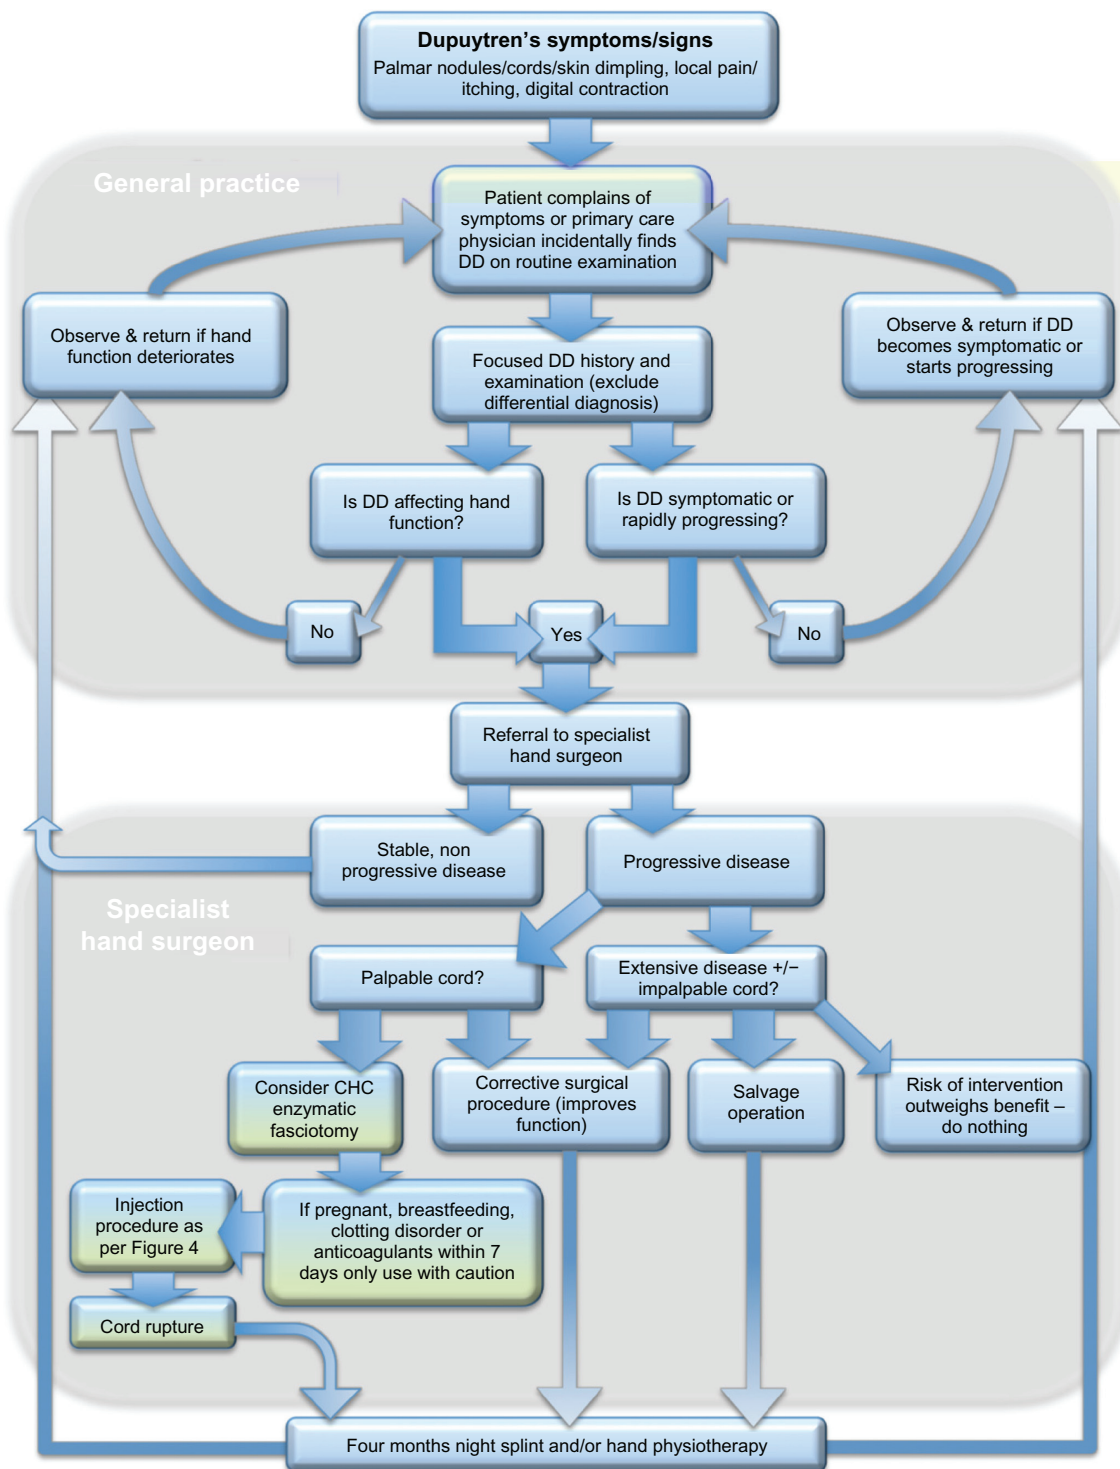 Dupuytren’s symptoms/signs
Palmar nodules/cords/skin dimpling, local pain/
itching, digital contraction
General practice
Patient complains of
symptoms or primary care
physician incidentally finds
DD on routine examination
Observe & return if hand
function deteriorates
Observe & return if DD
becomes symptomatic or
starts progressing
Focused DD history and
examination (exclude
differential diagnosis)
Is DD affecting hand
function?
Is DD symptomatic or
rapidly progressing?
No
Yes
No
Referral to specialist
hand surgeon
Stable, non
progressive disease
Progressive disease
Specialist
hand surgeon
Palpable cord?
Extensive disease +/−
impalpable cord?
Consider CHC
enzymatic
fasciotomy
Corrective surgical
procedure (improves
function)
Salvage
operation
Risk of intervention
outweighs benefit –
do nothing
Injection
procedure as
per Figure 4
If pregnant, breastfeeding,
clotting disorder or
anticoagulants within 7
days only use with caution
Cord rupture
Four months night splint and/or hand physiotherapy